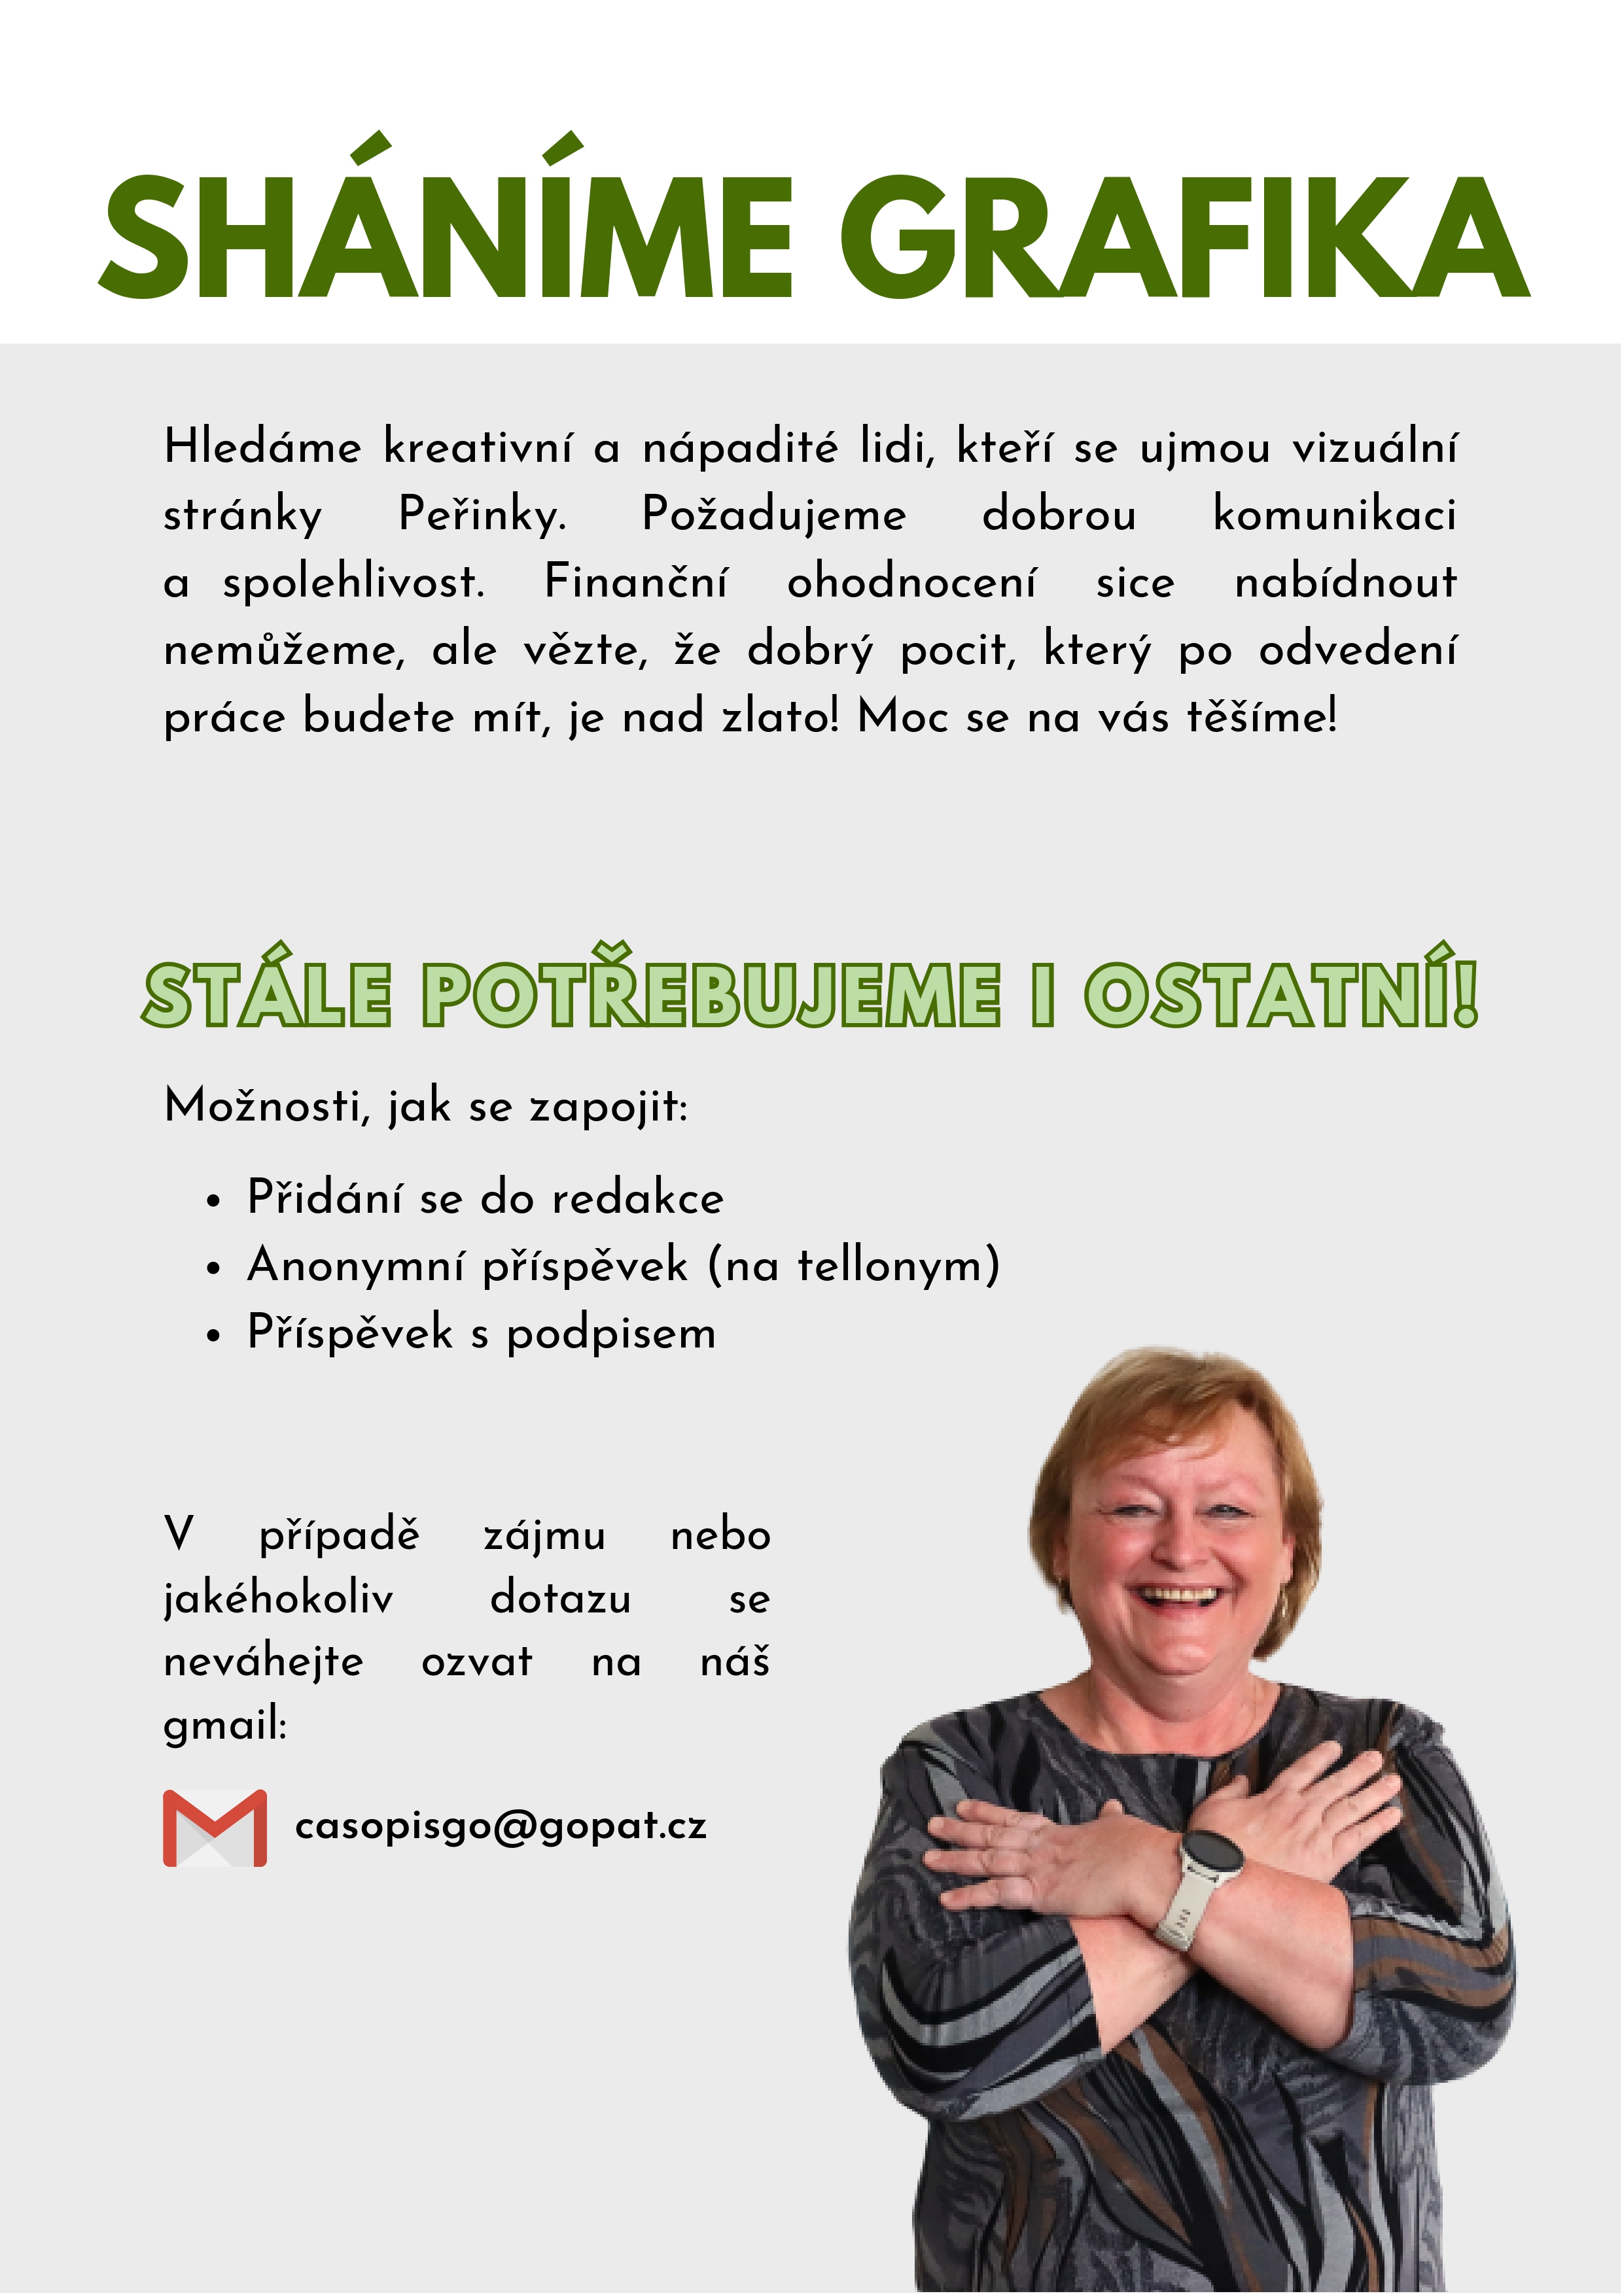 SHÁNÍME GRAFIKA
Hledáme kreativní a nápadité lidi, kteří se ujmou vizuální
stránky Peřinky. Požadujeme dobrou komunikaci
a spolehlivost. Finanční ohodnocení sice nabídnout
nemůžeme, ale vězte, že dobrý pocit, který po odvedení
práce budete mít, je nad zlato! Moc se na vás těšíme!
STÁLE POTŘEBUJEME I OSTATNÍ!
Možnosti, jak se zapojit:
• Přidání se do redakce
• Anonymní příspěvek (na tellonym)
• Příspěvek s podpisem
V případě zájmu nebo
jakéhokoliv dotazu se
neváhejte ozvat na náš
gmail:
casopisgo@gopat.cz